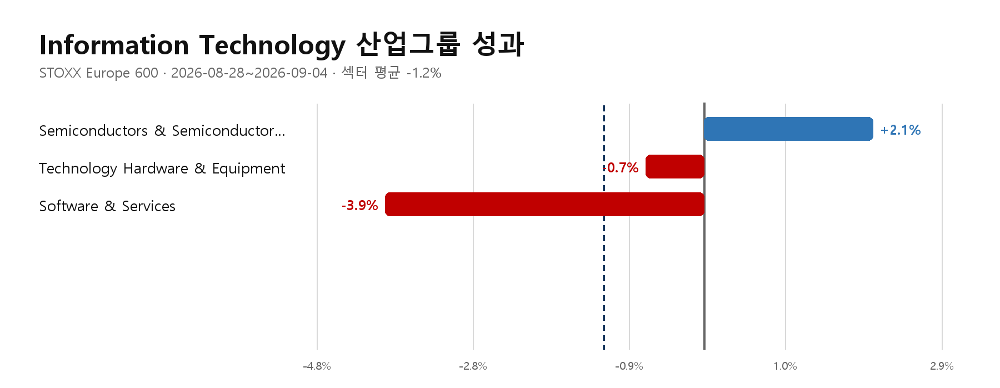 Information Technology 산업그룹 성과
STOXX Europe 600 · 2026-08-28~2026-09-04 · 섹터 평균 -1.2%
Semiconductors & Semiconductor... +2.1%
Technology Hardware & Equipment -0.7%
Software & Services -3.9%
-4.8% -2.8% -0.9% 1.0% 2.9%